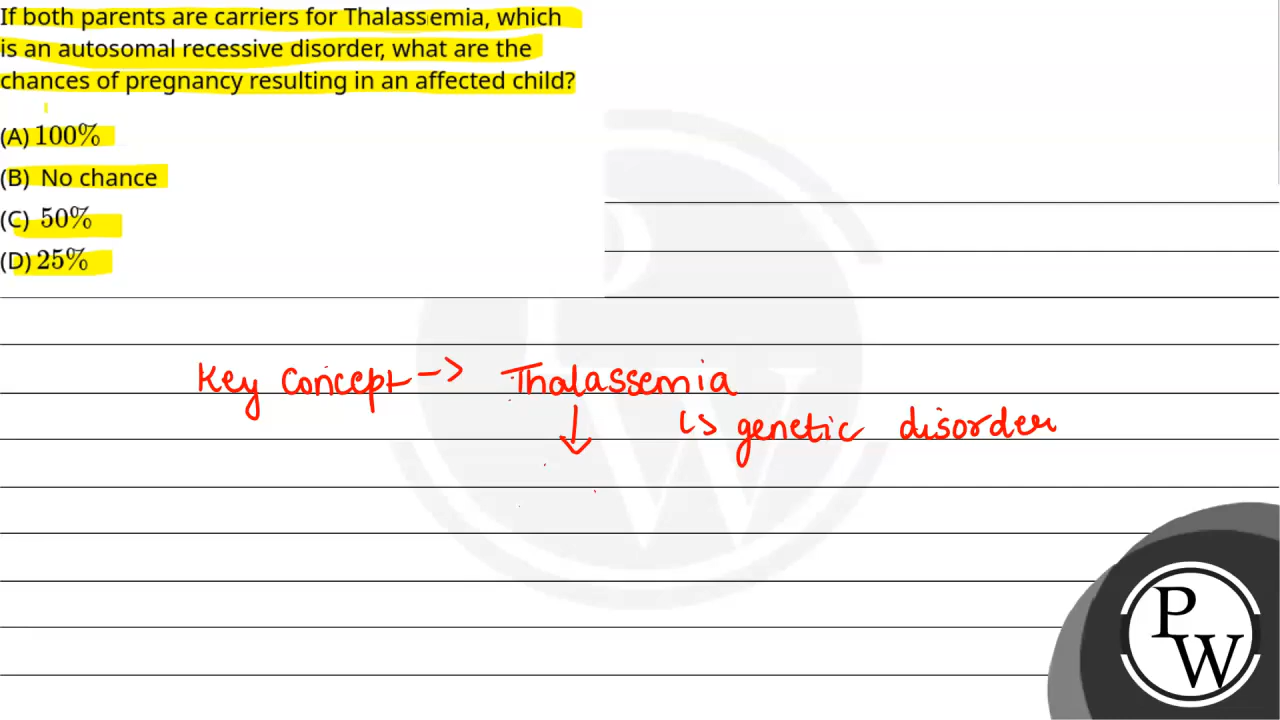 If both parents are carriers for Thalassemia, which
is an autosomal recessive disorder, what are the
chances of pregnancy resulting in an affected child?
(A) 100%
(B) No chance
(C) 50%
(D) 25%
Key Concept -> Thalassemia
↓ is genetic disorder
P
W